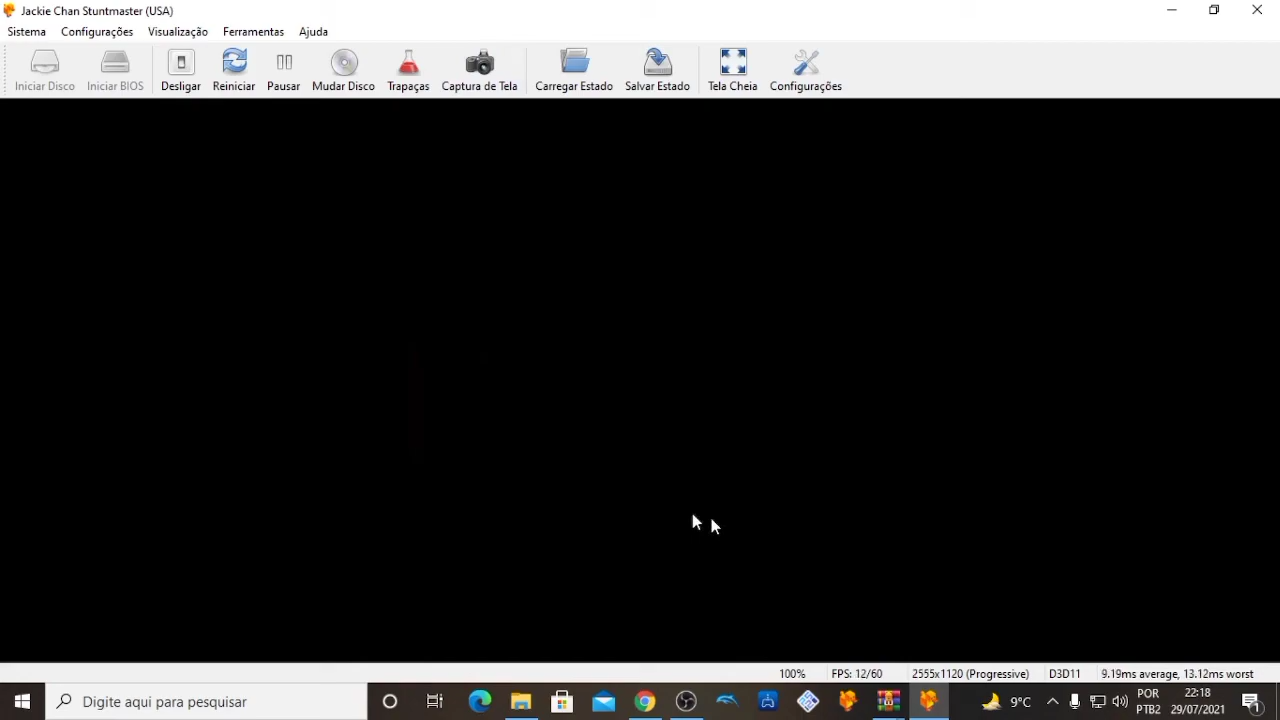 Jackie Chan Stuntmaster (USA)
Sistema Configurações Visualização Ferramentas Ajuda
Iniciar Disco Iniciar BIOS Desligar Reiniciar Pausar Mudar Disco Trapaças Captura de Tela Carregar Estado Salvar Estado Tela Cheia Configurações
100% FPS: 12/60 2555x1120 (Progressive) D3D11 9.19ms average, 13.12ms worst
Digite aqui para pesquisar
9°C
POR
PTB2
22:18
29/07/2021
1